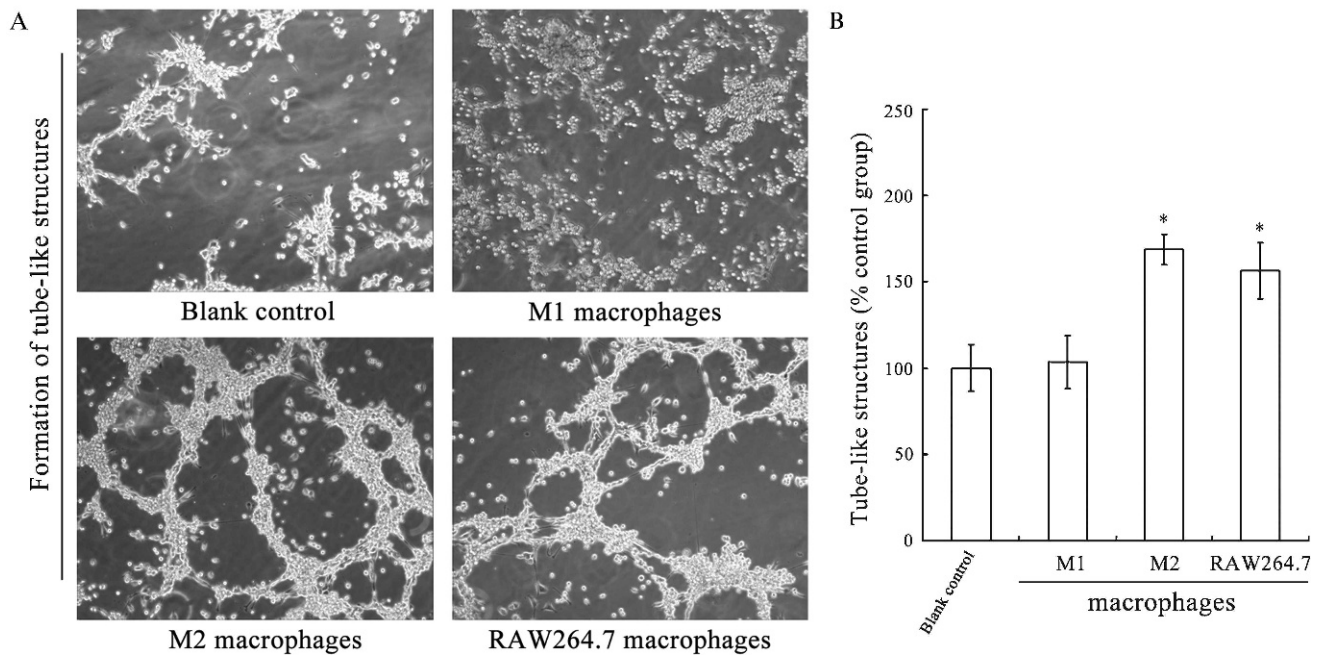 A
Formation of tube-like structures
Blank control
M1 macrophages
M2 macrophages
RAW264.7 macrophages
B
Tube-like structures (% control group)
250
200
150
100
50
0
*
*
Blank control
M1
M2
RAW264.7
macrophages